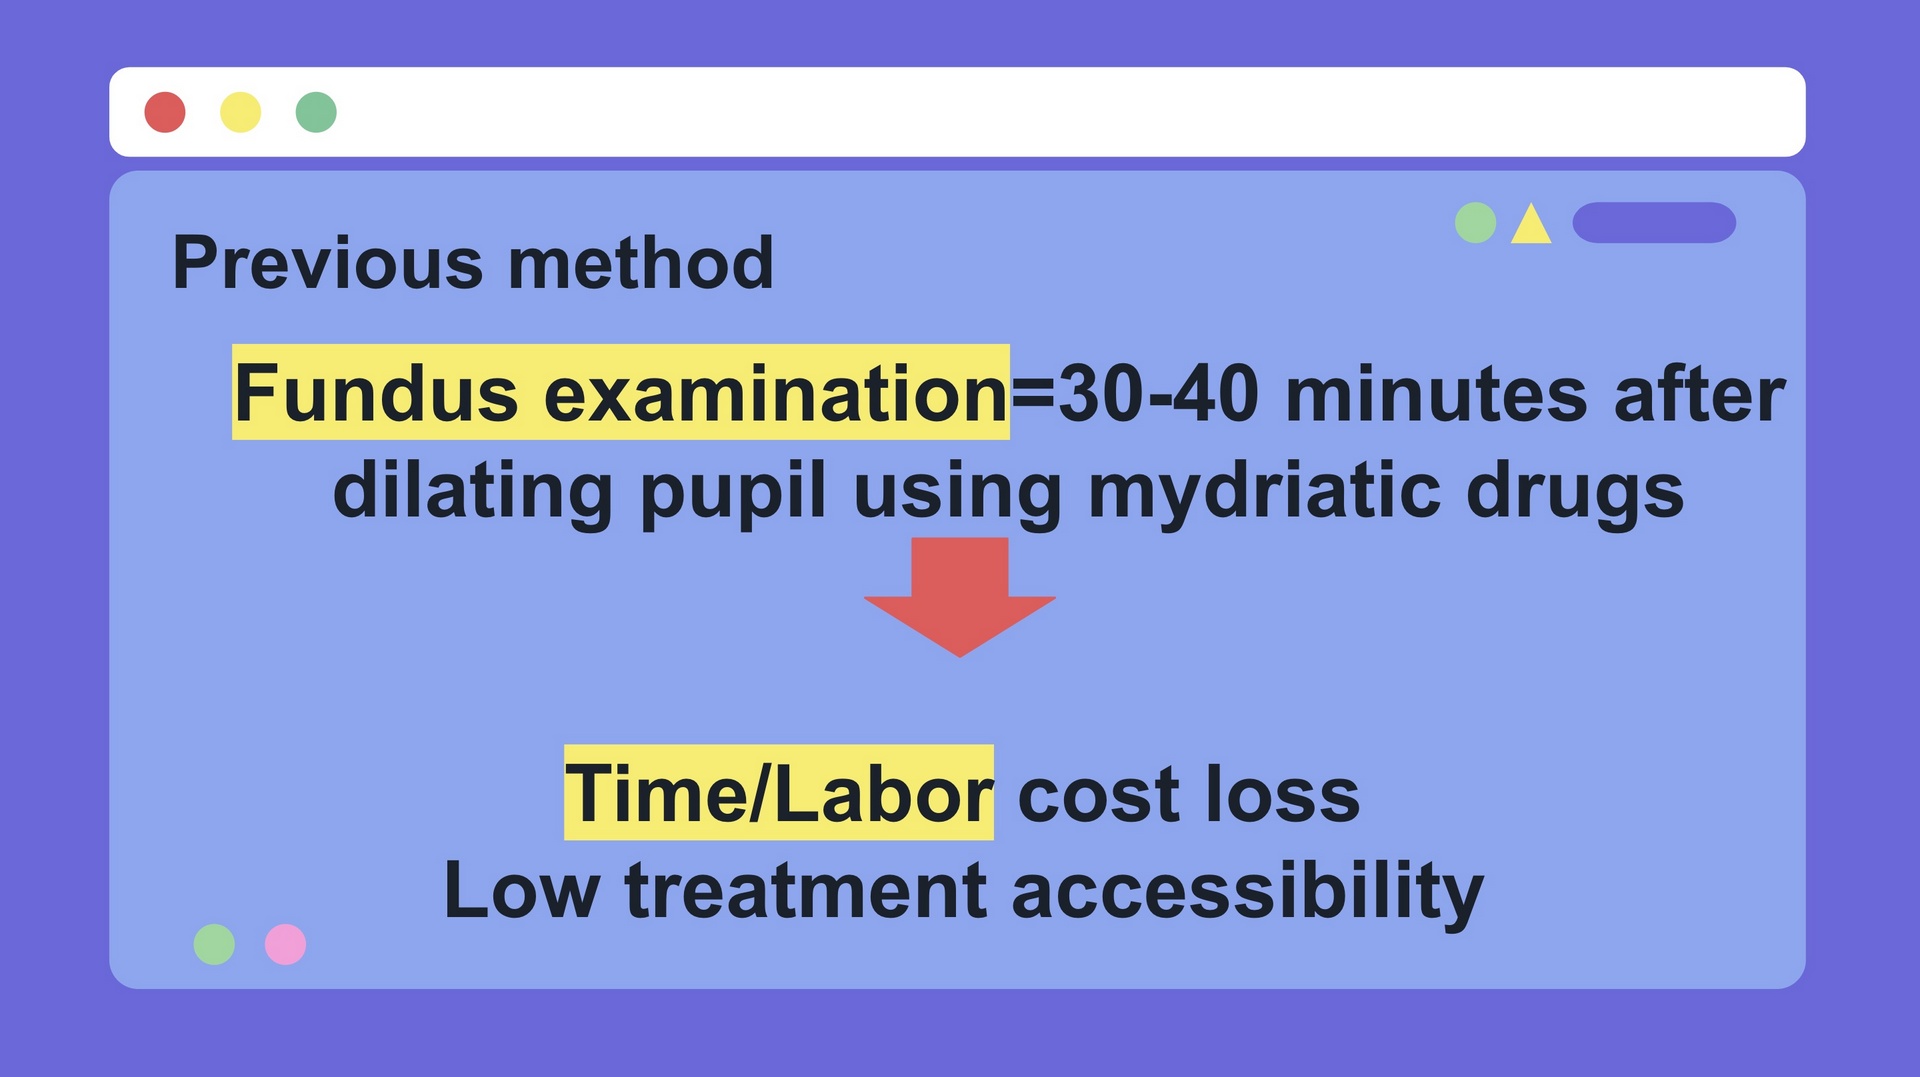 Previous method
Fundus examination=30-40 minutes after
dilating pupil using mydriatic drugs
Time/Labor cost loss
Low treatment accessibility